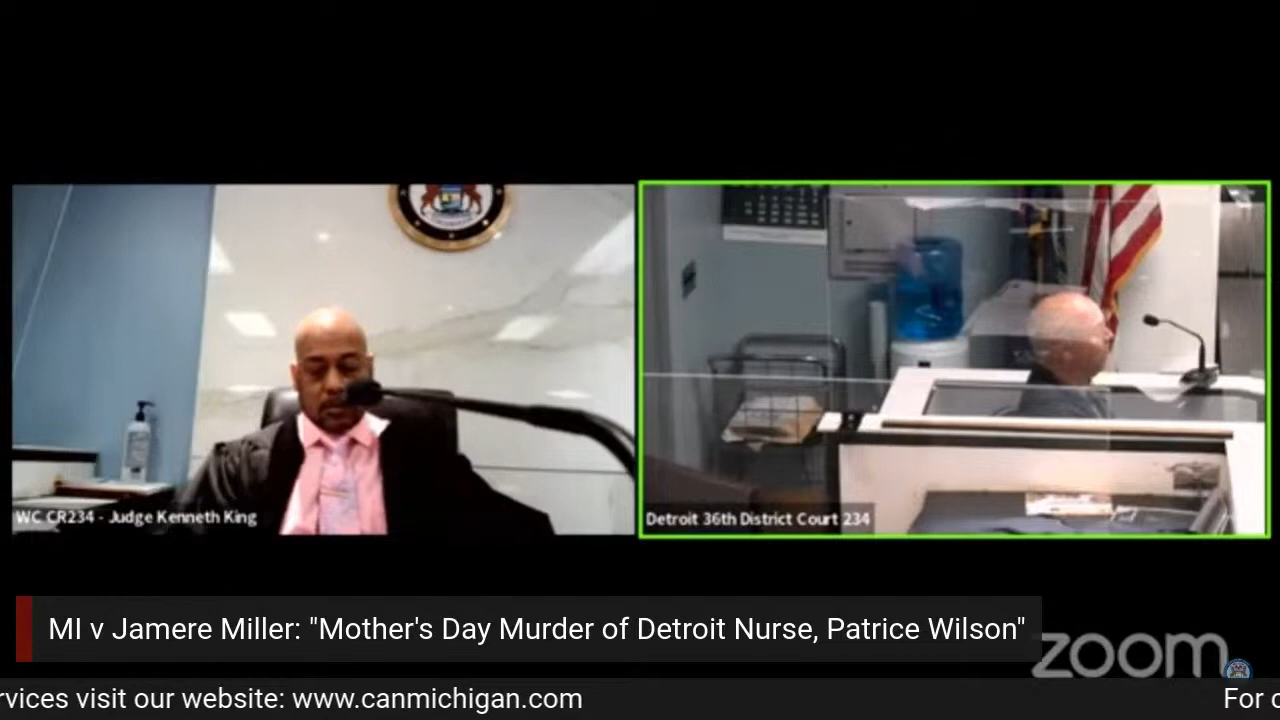 WC CR234 - Judge Kenneth King
Detroit 36th District Court 234
MI v Jamere Miller: "Mother's Day Murder of Detroit Nurse, Patrice Wilson"
zoom
rvices visit our website: www.canmichigan.com
For c